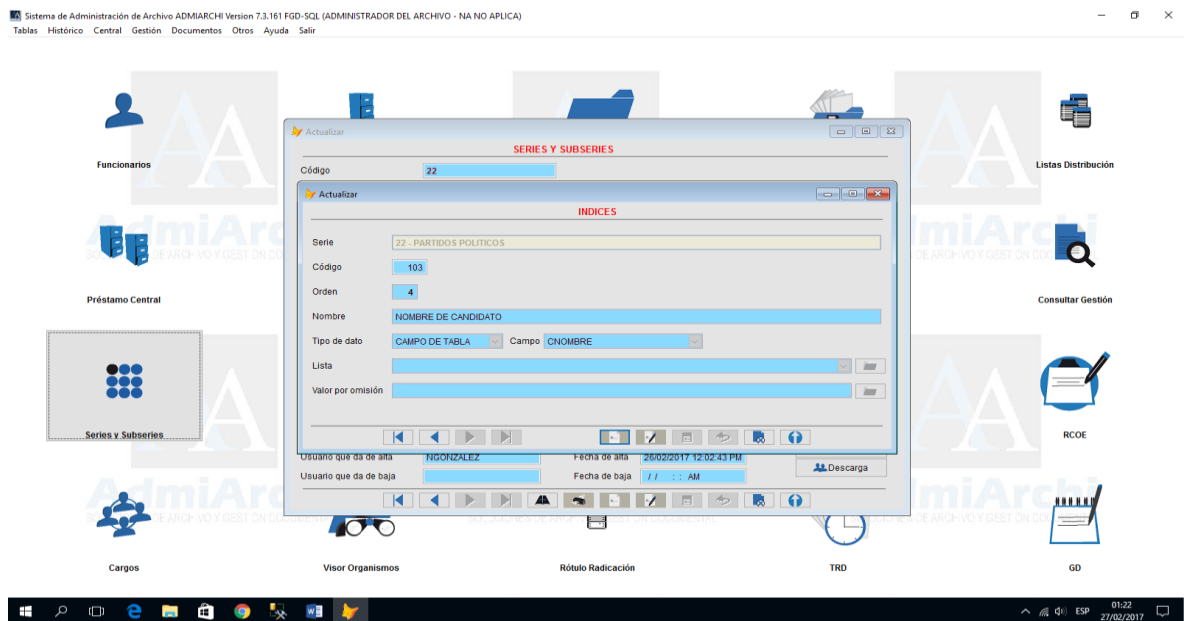 Sistema de Administración de Archivo ADMIARCHI Version 7.3.161 FGD-SQL (ADMINISTRADOR DEL ARCHIVO - NA NO APLICA)
Tablas Histórico Central Gestión Documentos Otros Ayuda Salir
Funcionarios
Listas Distribución
Actualizar
SERIES Y SUBSERIES
Código 22
Actualizar
INDICES
Serie 22 - PARTIDOS POLITICOS
Código 103
Orden 4
Nombre NOMBRE DE CANDIDATO
Tipo de dato CAMPO DE TABLA Campo CNOMBRE
Lista
Valor por omisión
Usuario que da de alta NGONZALEZ Fecha de alta 26/02/2017 12:02:43 PM
Usuario que da de baja Fecha de baja / / : : AM
Descarga
Préstamo Central
Consultar Gestión
Series y Subseries
RCOE
Cargos
Visor Organismos
Rótulo Radicación
TRD
GD
AdmiArchi
ESP
01:22
27/02/2017